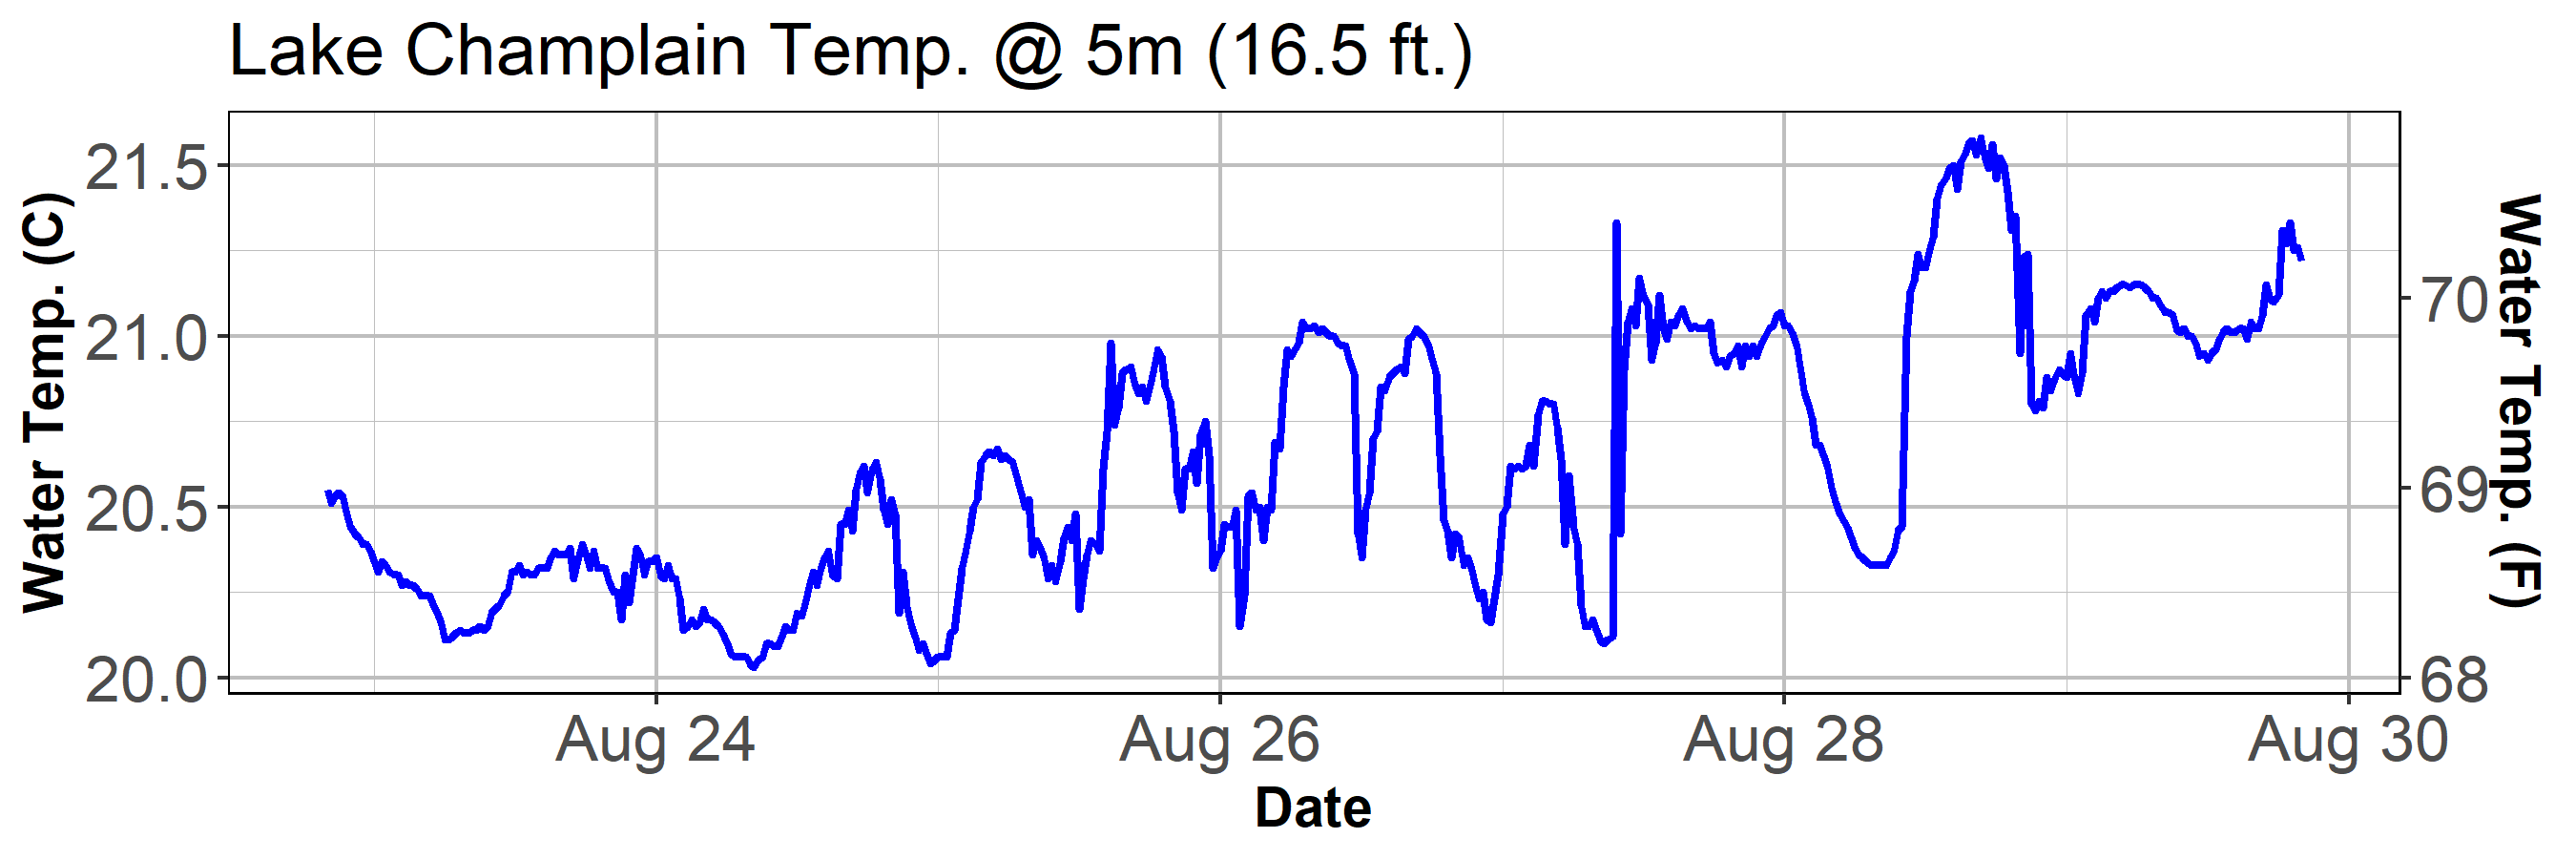 Lake Champlain Temp. @ 5m (16.5 ft.)
Water Temp. (C)
21.5
21.0
20.5
20.0
Water Temp. (F)
70
69
68
Aug 24
Aug 26
Aug 28
Aug 30
Date